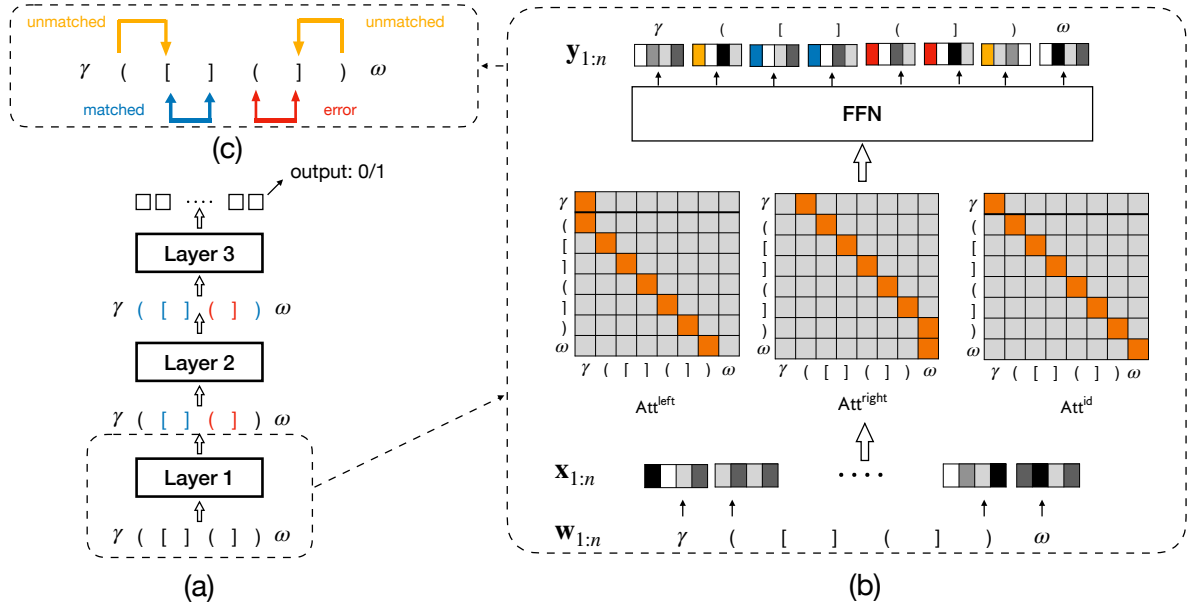 unmatched unmatched
γ ( [ ] ( ] ) ω
matched error
(c)
output: 0/1
....
Layer 3
γ ( [ ] ( ] ) ω
Layer 2
γ ( [ ] ( ] ) ω
Layer 1
γ ( [ ] ( ] ) ω
(a)
γ ( [ ] ( ] ) ω
y1:n
FFN
γ ( [ ] ( ] ) ω
γ ( [ ] ( ] ) ω
Attleft
γ ( [ ] ( ] ) ω
γ ( [ ] ( ] ) ω
Attright
γ ( [ ] ( ] ) ω
γ ( [ ] ( ] ) ω
Attid
x1:n ....
w1:n γ ( [ ] ( ] ) ω
(b)